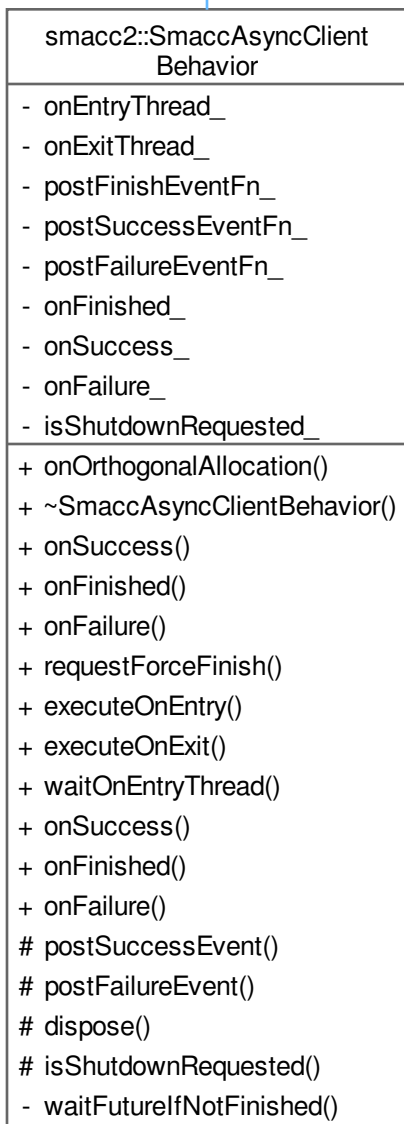 smacc2::SmaccAsyncClient
Behavior
- onEntryThread_
- onExitThread_
- postFinishEventFn_
- postSuccessEventFn_
- postFailureEventFn_
- onFinished_
- onSuccess_
- onFailure_
- isShutdownRequested_
+ onOrthogonalAllocation()
+ ~SmaccAsyncClientBehavior()
+ onSuccess()
+ onFinished()
+ onFailure()
+ requestForceFinish()
+ executeOnEntry()
+ executeOnExit()
+ waitOnEntryThread()
+ onSuccess()
+ onFinished()
+ onFailure()
# postSuccessEvent()
# postFailureEvent()
# dispose()
# isShutdownRequested()
- waitFutureIfNotFinished()